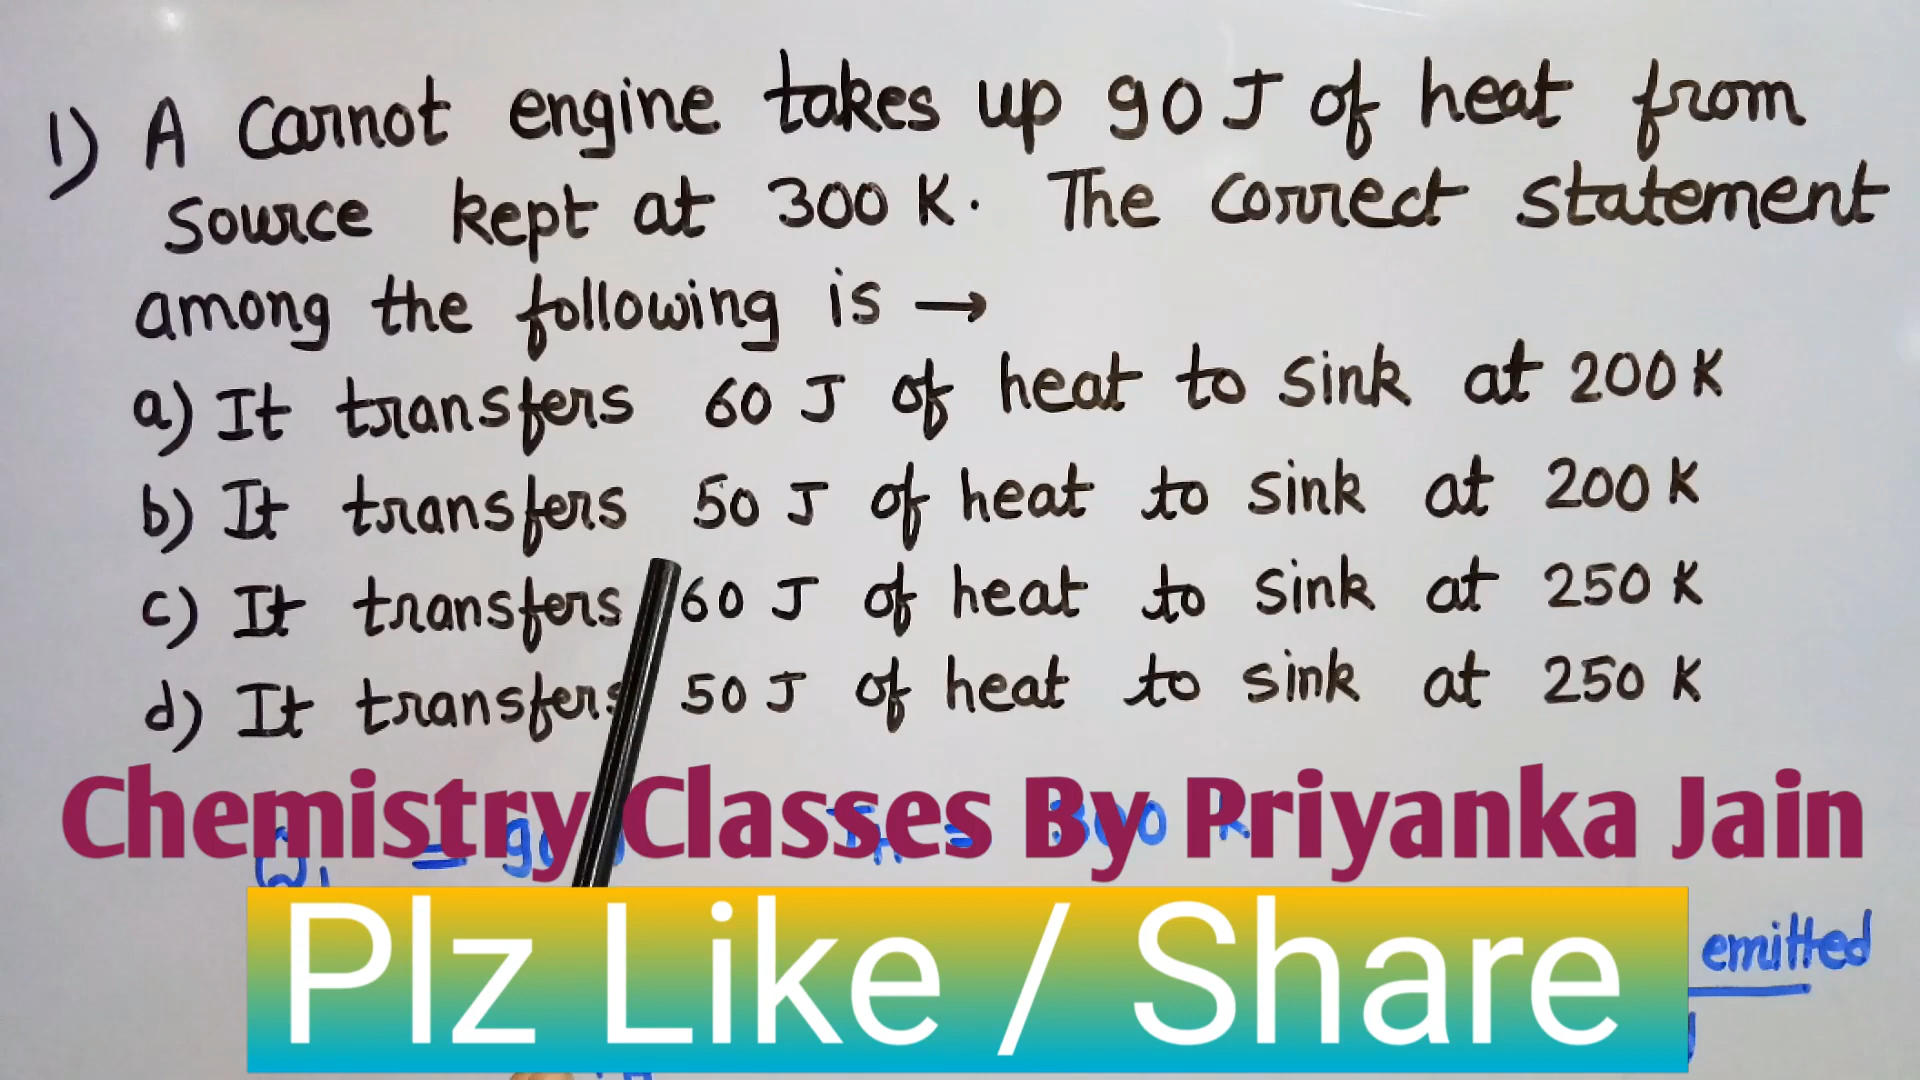 1) A Carnot engine takes up 90 J of heat from
source kept at 300 K. The correct statement
among the following is →
a) It transfers 60 J of heat to sink at 200 K
b) It transfers 50 J of heat to sink at 200 K
c) It transfers 60 J of heat to sink at 250 K
d) It transfers 50 J of heat to sink at 250 K
Chemistry Classes By Priyanka Jain
= 90 = 300 K
Plz Like / Share
emitted